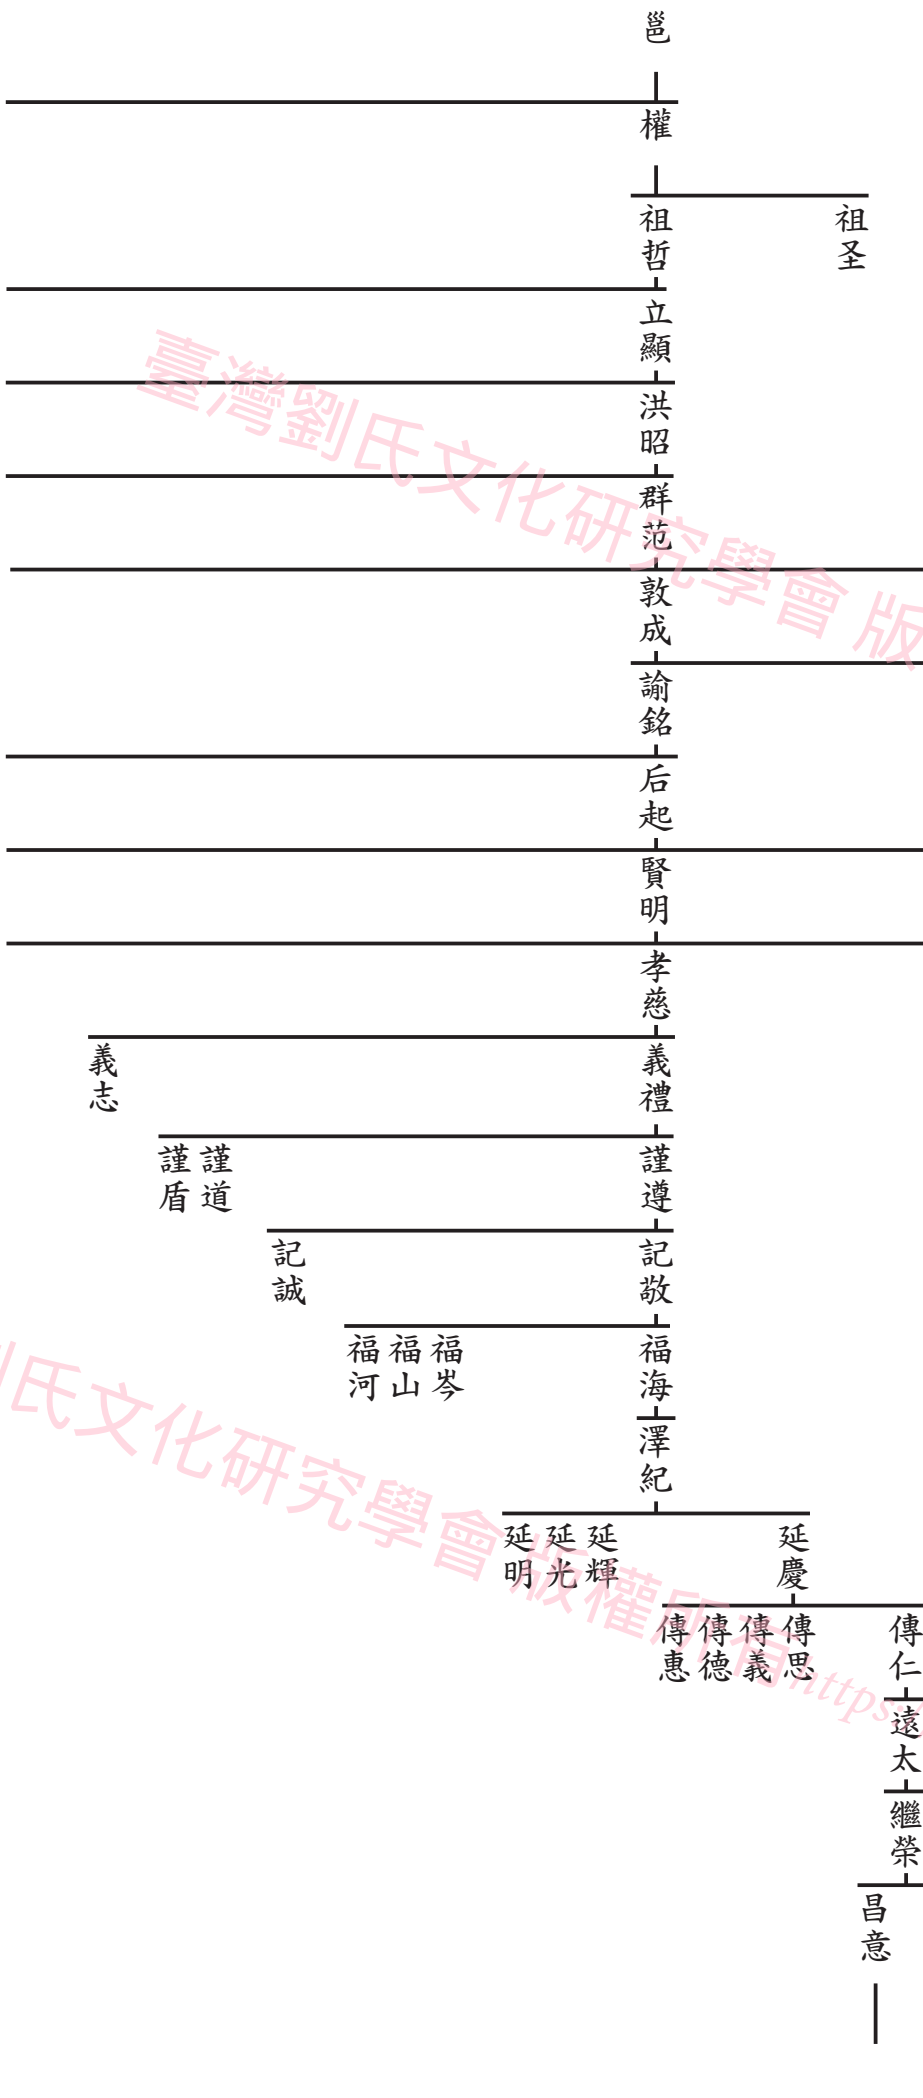 邕
權
祖哲
祖圣
立顯
洪昭
群范
敦成
諭銘
后起
賢明
孝慈
義禮
義志
謹遵
謹道
謹盾
記敬
記誠
福海
福岑
福山
福河
澤紀
延慶
延輝
延光
延明
傳仁
傳思
傳義
傳德
傳惠
遠太
繼榮
昌意
臺灣劉氏文化研究學會 版
劉氏文化研究學會 版權所有 https:/